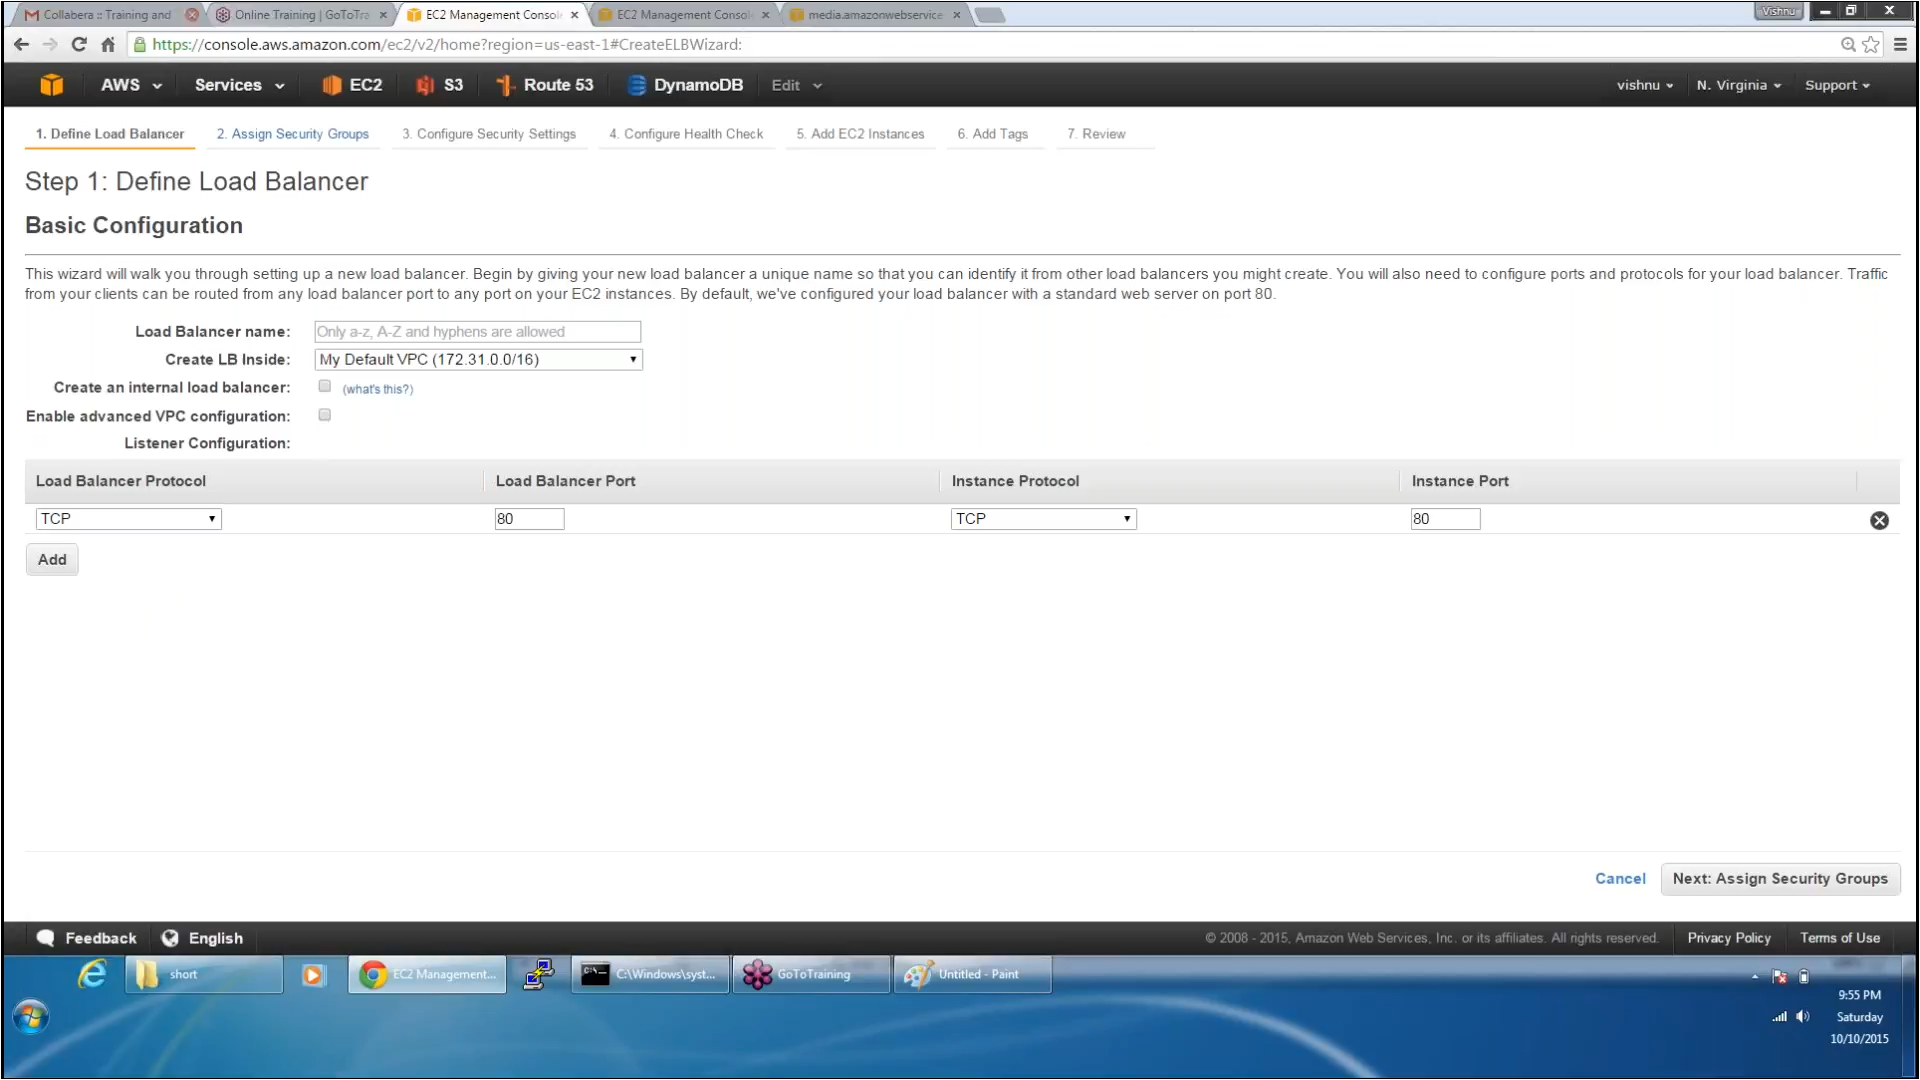 Collabera :: Training and
Online Training | GoToTra
EC2 Management Consol
EC2 Management Consol
media.amazonwebservice
Vishnu
https://console.aws.amazon.com/ec2/v2/home?region=us-east-1#CreateELBWizard:
AWS Services EC2 S3 Route 53 DynamoDB Edit vishnu N. Virginia Support
1. Define Load Balancer 2. Assign Security Groups 3. Configure Security Settings 4. Configure Health Check 5. Add EC2 Instances 6. Add Tags 7. Review
Step 1: Define Load Balancer
Basic Configuration
This wizard will walk you through setting up a new load balancer. Begin by giving your new load balancer a unique name so that you can identify it from other load balancers you might create. You will also need to configure ports and protocols for your load balancer. Traffic
from your clients can be routed from any load balancer port to any port on your EC2 instances. By default, we've configured your load balancer with a standard web server on port 80.
Load Balancer name: Only a-z, A-Z and hyphens are allowed
Create LB Inside: My Default VPC (172.31.0.0/16)
Create an internal load balancer: (what's this?)
Enable advanced VPC configuration:
Listener Configuration:
Load Balancer Protocol Load Balancer Port Instance Protocol Instance Port
TCP 80 TCP 80
Add
Cancel Next: Assign Security Groups
Feedback English © 2008 - 2015, Amazon Web Services, Inc. or its affiliates. All rights reserved. Privacy Policy Terms of Use
short EC2 Management... C:\Windows\syst... GoToTraining Untitled - Paint
9:55 PM
Saturday
10/10/2015